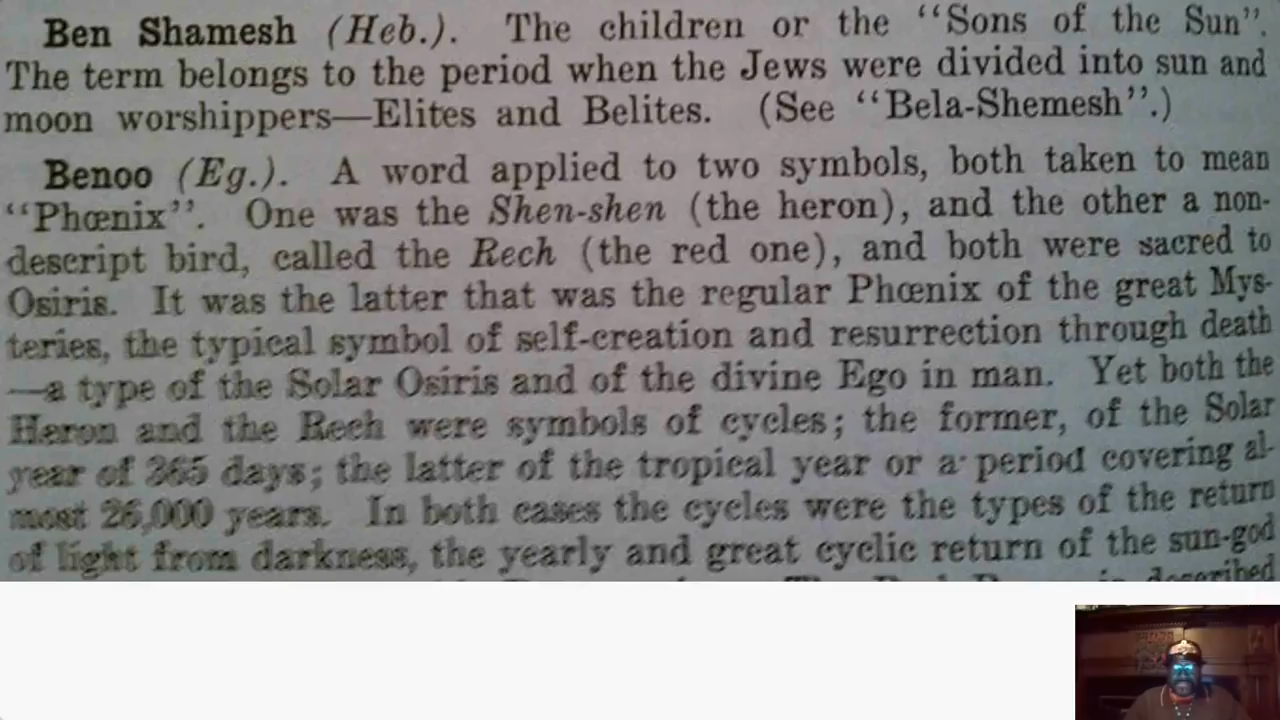 Ben Shamesh (Heb.). The children or the “Sons of the Sun”.
The term belongs to the period when the Jews were divided into sun and
moon worshippers—Elites and Belites. (See “Bela-Shemesh”.)
Benoo (Eg.). A word applied to two symbols, both taken to mean
“Phœnix”. One was the Shen-shen (the heron), and the other a non-
descript bird, called the Rech (the red one), and both were sacred to
Osiris. It was the latter that was the regular Phœnix of the great Mys-
teries, the typical symbol of self-creation and resurrection through death
—a type of the Solar Osiris and of the divine Ego in man. Yet both the
Heron and the Rech were symbols of cycles; the former, of the Solar
year of 365 days; the latter of the tropical year or a period covering al-
most 26,000 years. In both cases the cycles were the types of the return
of light from darkness, the yearly and great cyclic return of the sun-god
is described